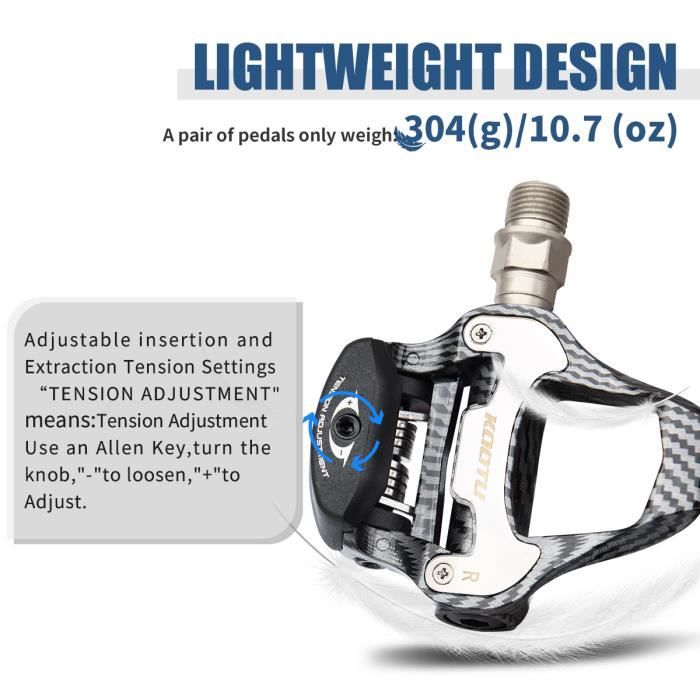 LIGHTWEIGHT DESIGN
A pair of pedals only weigh: 304(g)/10.7 (oz)
Adjustable insertion and
Extraction Tension Settings
“TENSION ADJUSTMENT"
means:Tension Adjustment
Use an Allen Key,turn the
knob,"-"to loosen,"+"to
Adjust.
TENSION ADJUSTMENT
+
-
KOOTU
R